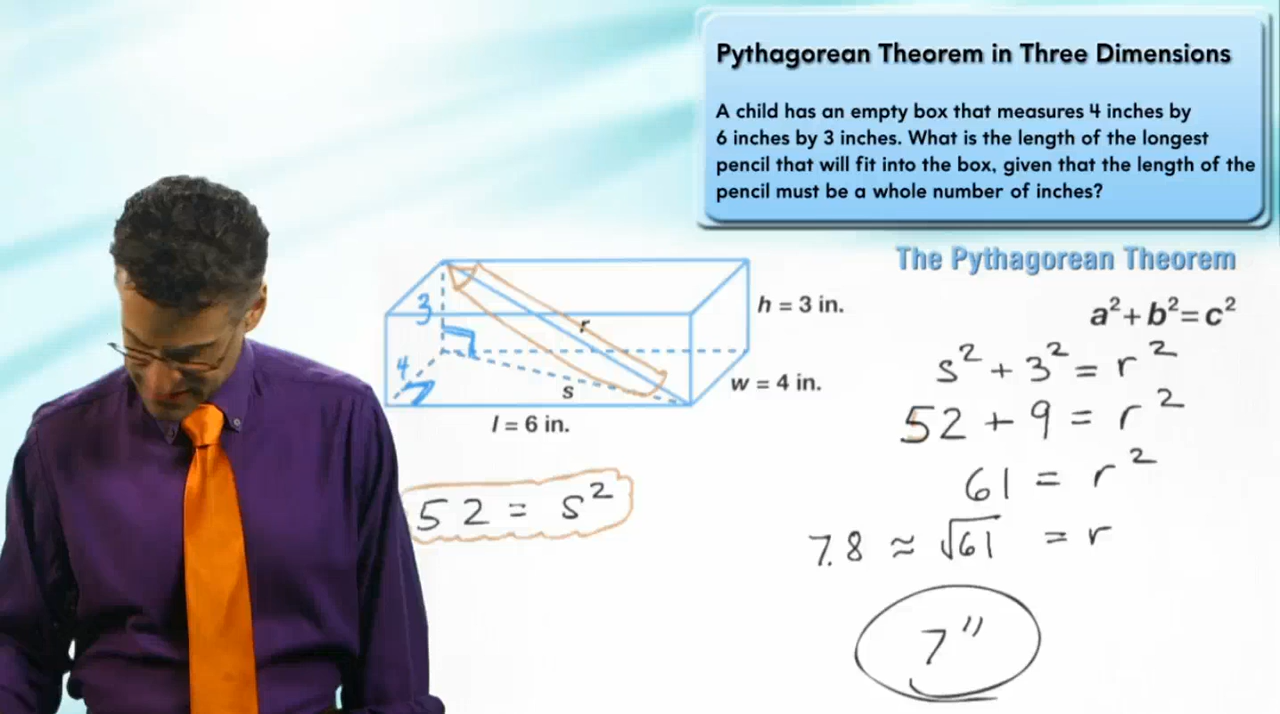 Pythagorean Theorem in Three Dimensions
A child has an empty box that measures 4 inches by
6 inches by 3 inches. What is the length of the longest
pencil that will fit into the box, given that the length of the
pencil must be a whole number of inches?
The Pythagorean Theorem
a²+b²=c²
3
h = 3 in.
r
4
w = 4 in.
s
l = 6 in.
52 = s²
s² + 3² = r²
52 + 9 = r²
61 = r²
7.8 ≈ √61 = r
7"